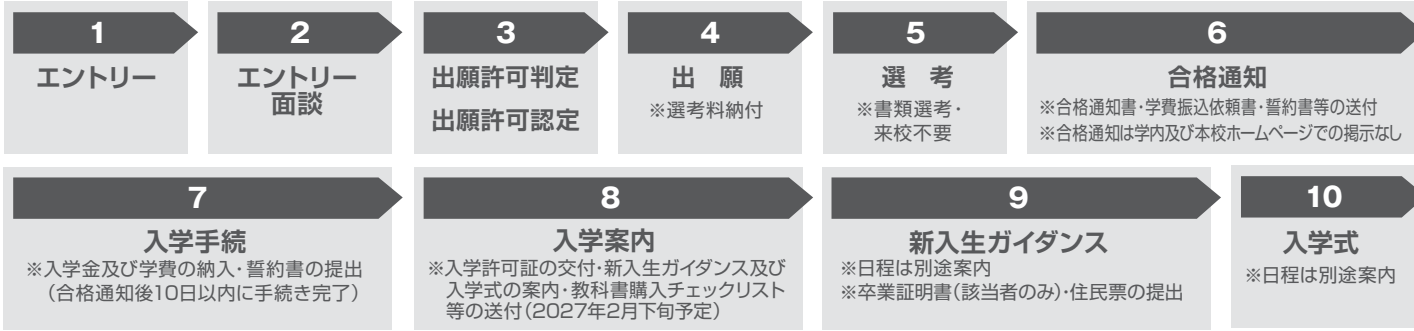 1
エントリー
2
エントリー
面談
3
出願許可判定
出願許可認定
4
出　願
※選考料納付
5
選　考
※書類選考・
来校不要
6
合格通知
※合格通知書・学費振込依頼書・誓約書等の送付
※合格通知は学内及び本校ホームページでの掲示なし
7
入学手続
※入学金及び学費の納入・誓約書の提出
（合格通知後10日以内に手続き完了）
8
入学案内
※入学許可証の交付・新入生ガイダンス及び
入学式の案内・教科書購入チェックリスト
等の送付（2027年2月下旬予定）
9
新入生ガイダンス
※日程は別途案内
※卒業証明書（該当者のみ）・住民票の提出
10
入学式
※日程は別途案内